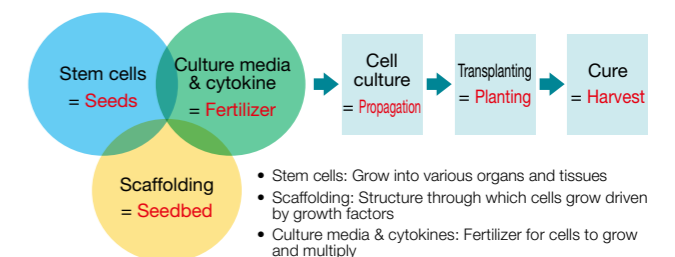 Stem cells
= Seeds
Culture media
& cytokine
= Fertilizer
Scaffolding
= Seedbed
Cell
culture
= Propagation
Transplanting
= Planting
Cure
= Harvest
• Stem cells: Grow into various organs and tissues
• Scaffolding: Structure through which cells grow driven
by growth factors
• Culture media & cytokines: Fertilizer for cells to grow
and multiply